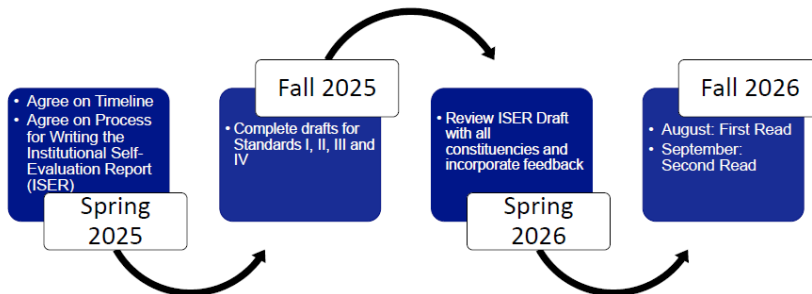 • Agree on Timeline
• Agree on Process
for Writing the
Institutional Self-
Evaluation Report
(ISER)
Spring
2025
Fall 2025
• Complete drafts for
Standards I, II, III and
IV
• Review ISER Draft
with all
constituencies and
incorporate feedback
Spring
2026
Fall 2026
• August: First Read
• September:
Second Read